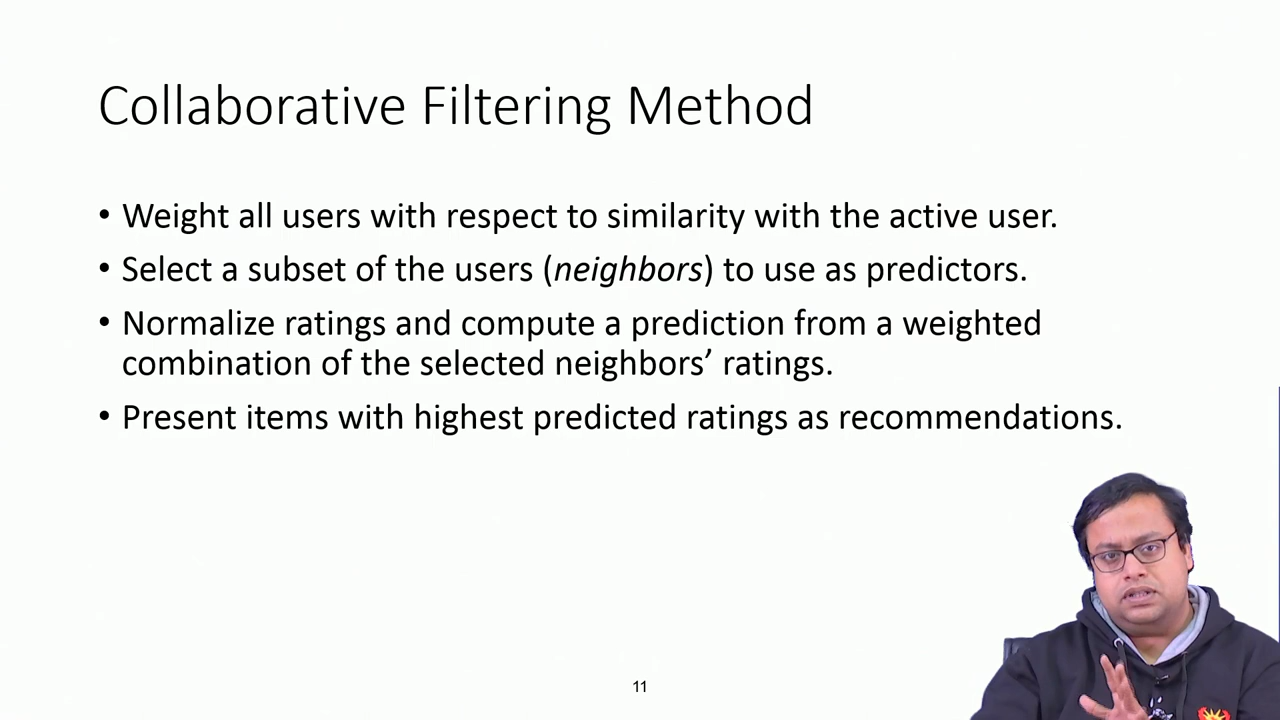 Collaborative Filtering Method
• Weight all users with respect to similarity with the active user.
• Select a subset of the users (neighbors) to use as predictors.
• Normalize ratings and compute a prediction from a weighted
combination of the selected neighbors’ ratings.
• Present items with highest predicted ratings as recommendations.
11